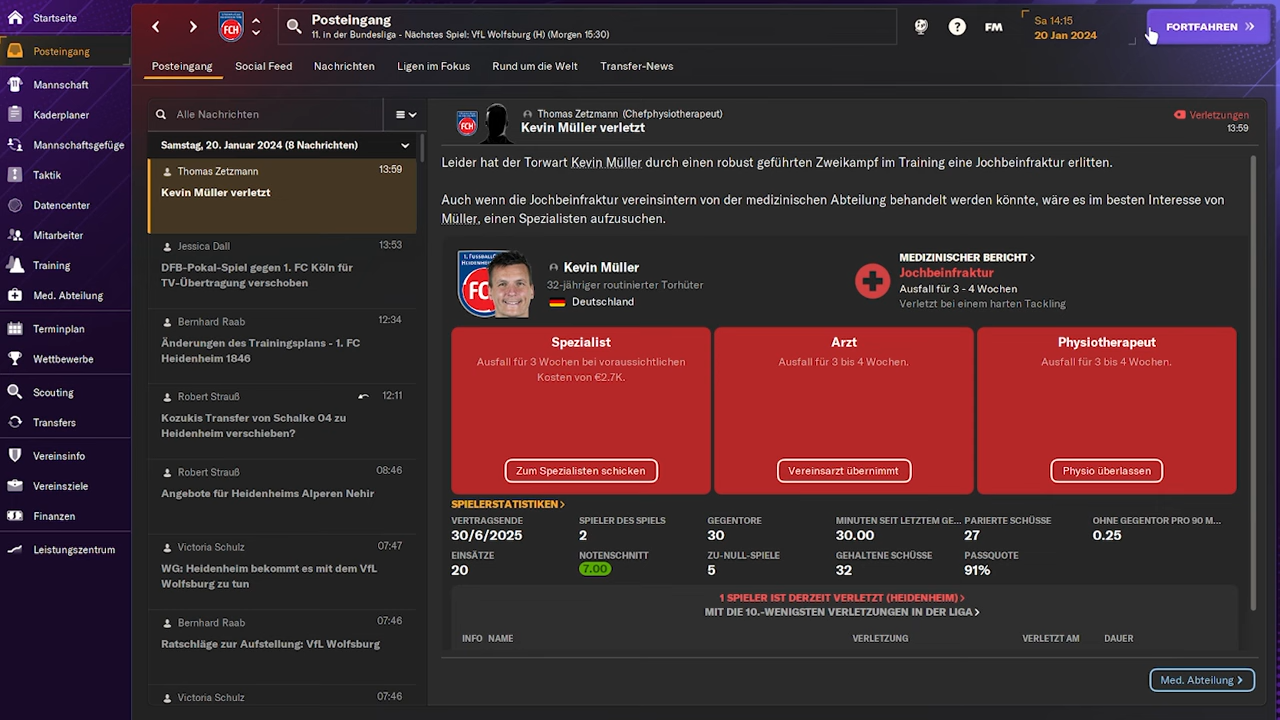 Startseite
Posteingang
Mannschaft
Kaderplaner
Mannschaftsgefüge
Taktik
Datencenter
Mitarbeiter
Training
Med. Abteilung
Terminplan
Wettbewerbe
Scouting
Transfers
Vereinsinfo
Vereinsziele
Finanzen
Leistungszentrum
FCH
Posteingang
11. in der Bundesliga - Nächstes Spiel: VfL Wolfsburg (H) (Morgen 15:30)
?
FM
Sa 14:15
20 Jan 2024
FORTFAHREN
Posteingang Social Feed Nachrichten Ligen im Fokus Rund um die Welt Transfer-News
Alle Nachrichten
Samstag, 20. Januar 2024 (8 Nachrichten)
Thomas Zetzmann 13:59
Kevin Müller verletzt
Jessica Dall 13:53
DFB-Pokal-Spiel gegen 1. FC Köln für
TV-Übertragung verschoben
Bernhard Raab 12:34
Änderungen des Trainingsplans - 1. FC
Heidenheim 1846
Robert Strauß 12:11
Kozukis Transfer von Schalke 04 zu
Heidenheim verschieben?
Robert Strauß 08:46
Angebote für Heidenheims Alperen Nehir
Victoria Schulz 07:47
WG: Heidenheim bekommt es mit dem VfL
Wolfsburg zu tun
Bernhard Raab 07:46
Ratschläge zur Aufstellung: VfL Wolfsburg
Victoria Schulz 07:46
FCH
Thomas Zetzmann (Chefphysiotherapeut)
Kevin Müller verletzt
Verletzungen
13:59
Leider hat der Torwart Kevin Müller durch einen robust geführten Zweikampf im Training eine Jochbeinfraktur erlitten.
Auch wenn die Jochbeinfraktur vereinsintern von der medizinischen Abteilung behandelt werden könnte, wäre es im besten Interesse von
Müller, einen Spezialisten aufzusuchen.
1. FUSSBALL
HEIDENHEIM
FC
Kevin Müller
32-jähriger routinierter Torhüter
Deutschland
MEDIZINISCHER BERICHT >
Jochbeinfraktur
Ausfall für 3 - 4 Wochen
Verletzt bei einem harten Tackling
Spezialist
Ausfall für 3 Wochen bei voraussichtlichen
Kosten von €2.7K.
Zum Spezialisten schicken
Arzt
Ausfall für 3 bis 4 Wochen.
Vereinsarzt übernimmt
Physiotherapeut
Ausfall für 3 bis 4 Wochen.
Physio überlassen
SPIELERSTATISTIKEN >
VERTRAGSENDE SPIELER DES SPIELS GEGENTORE MINUTEN SEIT LETZTEM GE... PARIERTE SCHÜSSE OHNE GEGENTOR PRO 90 M...
30/6/2025 2 30 30.00 27 0.25
EINSÄTZE NOTENSCHNITT ZU-NULL-SPIELE GEHALTENE SCHÜSSE PASSQUOTE
20 7.00 5 32 91%
1 SPIELER IST DERZEIT VERLETZT (HEIDENHEIM) >
MIT DIE 10.-WENIGSTEN VERLETZUNGEN IN DER LIGA >
INFO NAME VERLETZUNG VERLETZT AM DAUER
Med. Abteilung >